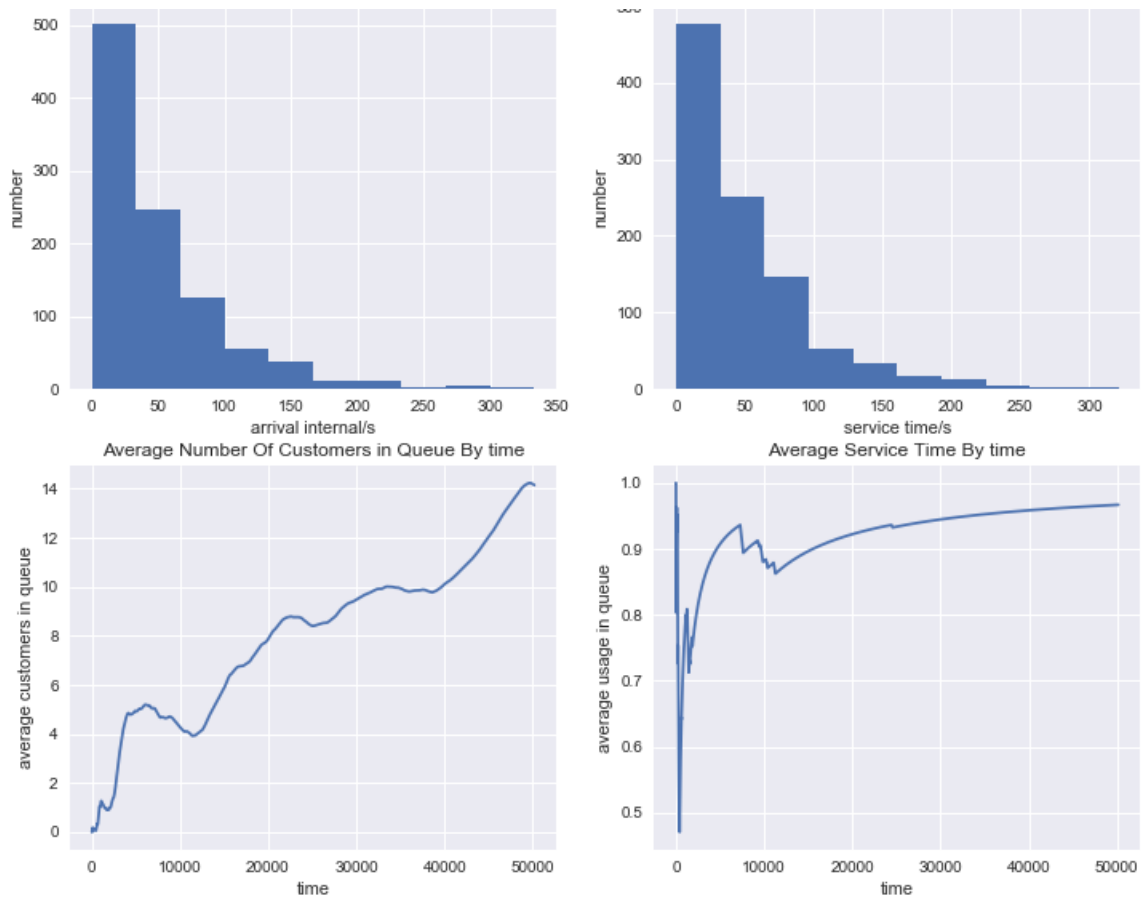 500
400
300
200
100
0
number
0 50 100 150 200 250 300 350
arrival internal/s
500
400
300
200
100
0
number
0 50 100 150 200 250 300
service time/s
Average Number Of Customers in Queue By time
14
12
10
8
6
4
2
0
average customers in queue
0 10000 20000 30000 40000 50000
time
Average Service Time By time
1.0
0.9
0.8
0.7
0.6
0.5
average usage in queue
0 10000 20000 30000 40000 50000
time